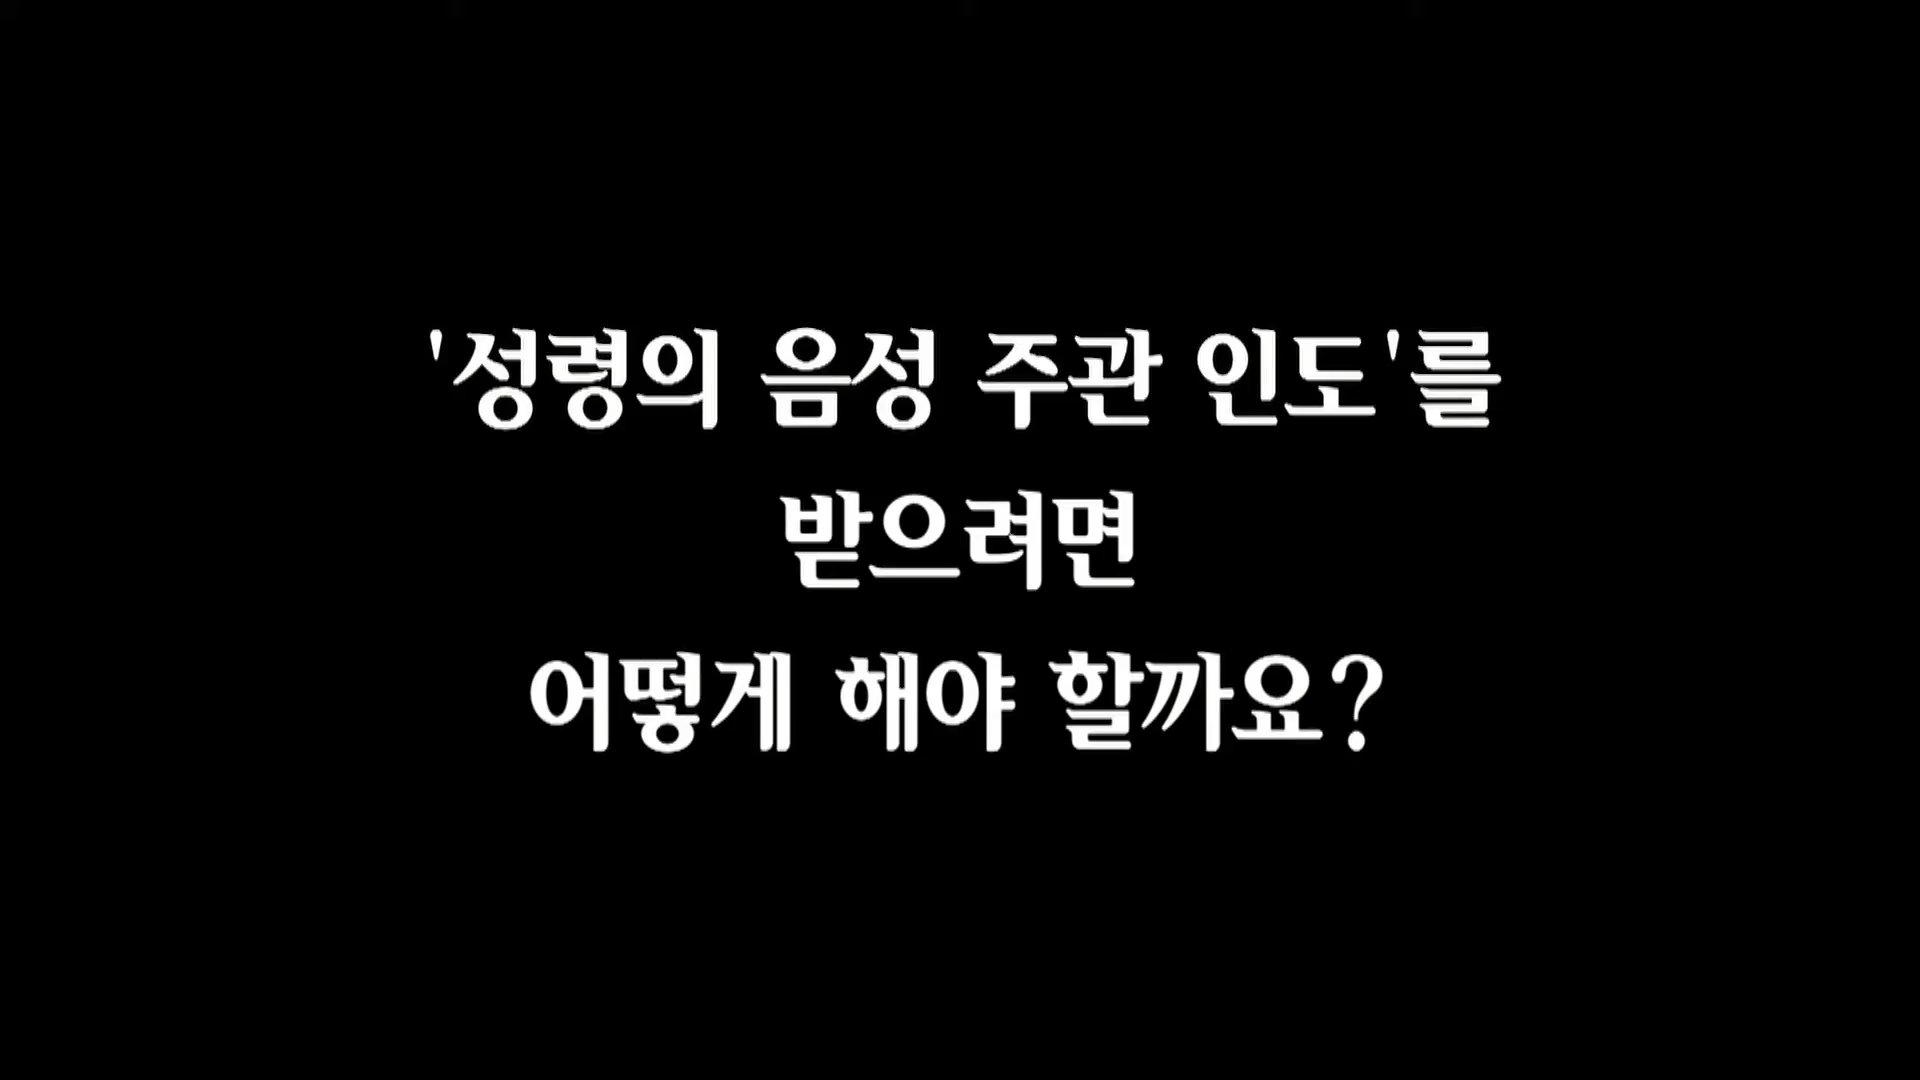 '성령의 음성 주관 인도'를
받으려면
어떻게 해야 할까요?